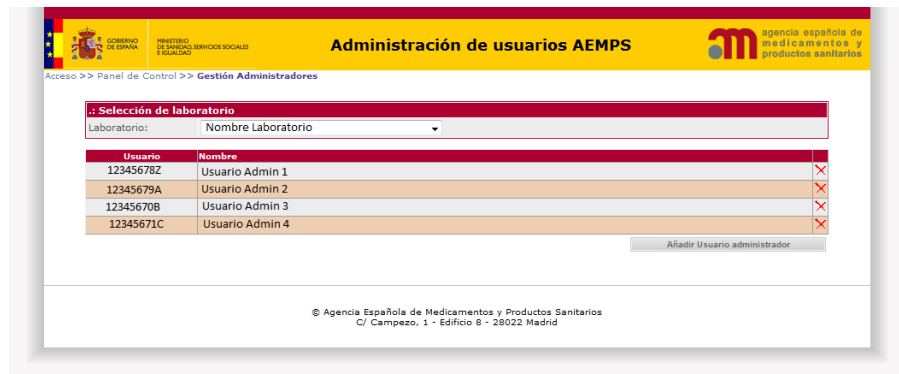 GOBIERNO
DE ESPAÑA
MINISTERIO
DE SANIDAD, SERVICIOS SOCIALES
E IGUALDAD
Administración de usuarios AEMPS
agencia española de
medicamentos y
productos sanitarios
Acceso >> Panel de Control >> Gestión Administradores
.: Selección de laboratorio
Laboratorio: Nombre Laboratorio
Usuario Nombre
12345678Z Usuario Admin 1
12345679A Usuario Admin 2
12345670B Usuario Admin 3
12345671C Usuario Admin 4
Añadir Usuario administrador
© Agencia Española de Medicamentos y Productos Sanitarios
C/ Campezo, 1 - Edificio 8 - 28022 Madrid